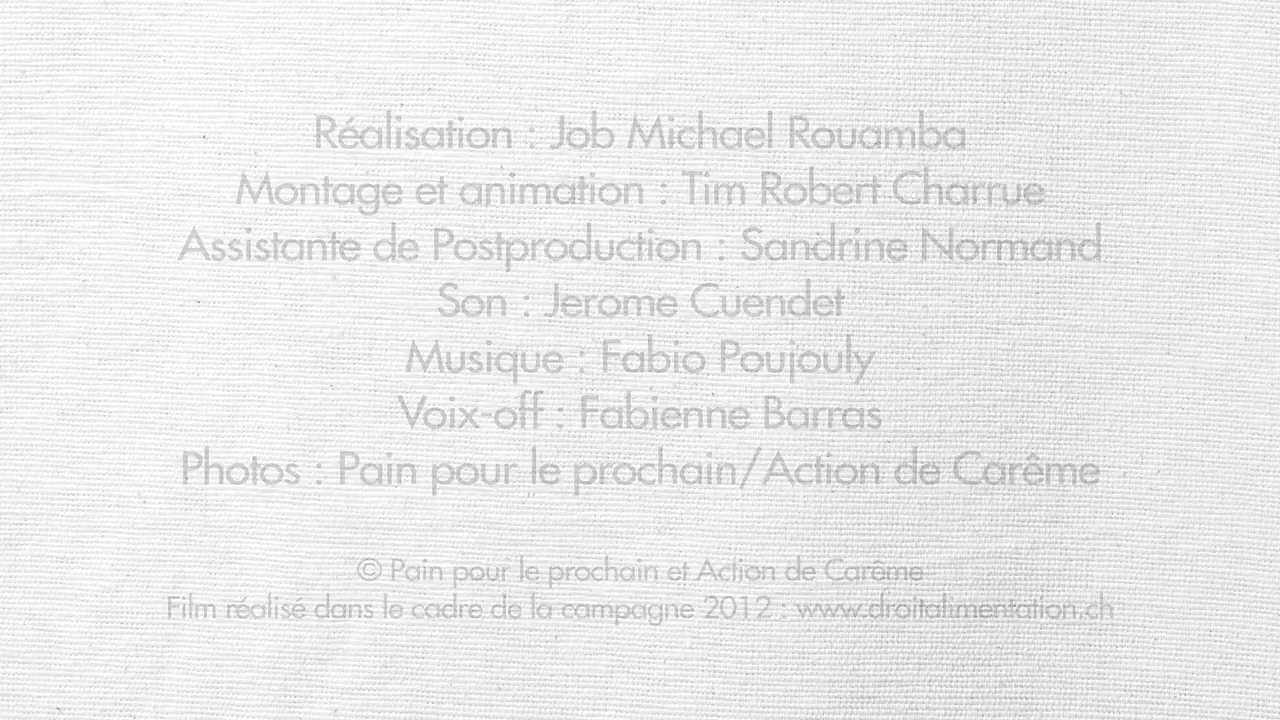 Réalisation : Job Michael Rouamba
Montage et animation : Tim Robert Charrue
Assistante de Postproduction : Sandrine Normand
Son : Jerome Cuendet
Musique : Fabio Poujouly
Voix-off : Fabienne Barras
Photos : Pain pour le prochain/Action de Carême
© Pain pour le prochain et Action de Carême
Film réalisé dans le cadre de la campagne 2012 : www.droitalimentation.ch